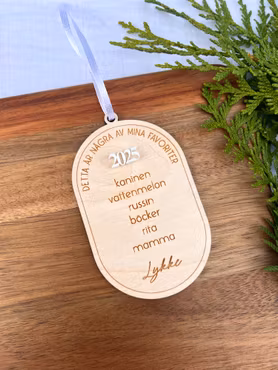 DETTA ÄR NÅGRA AV MINA FAVORITER
2025
kaninen
vattenmelon
russin
böcker
rita
mamma
Lykke